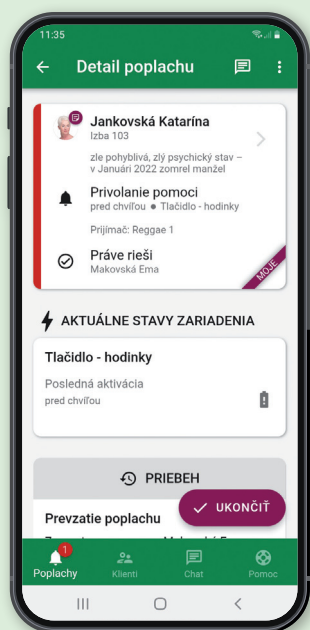 11:35
Detail poplachu
Jankovská Katarína
Izba 103
zle pohyblivá, zlý psychický stav –
v Januári 2022 zomrel manžel
Privolanie pomoci
pred chvíľou ● Tlačidlo - hodinky
Prijímač: Reggae 1
Práve rieši
Makovská Ema
MOJE
AKTUÁLNE STAVY ZARIADENIA
Tlačidlo - hodinky
Posledná aktivácia
pred chvíľou
PRIEBEH
Prevzatie poplachu
UKONČIŤ
1
Poplachy
Klienti
Chat
Pomoc